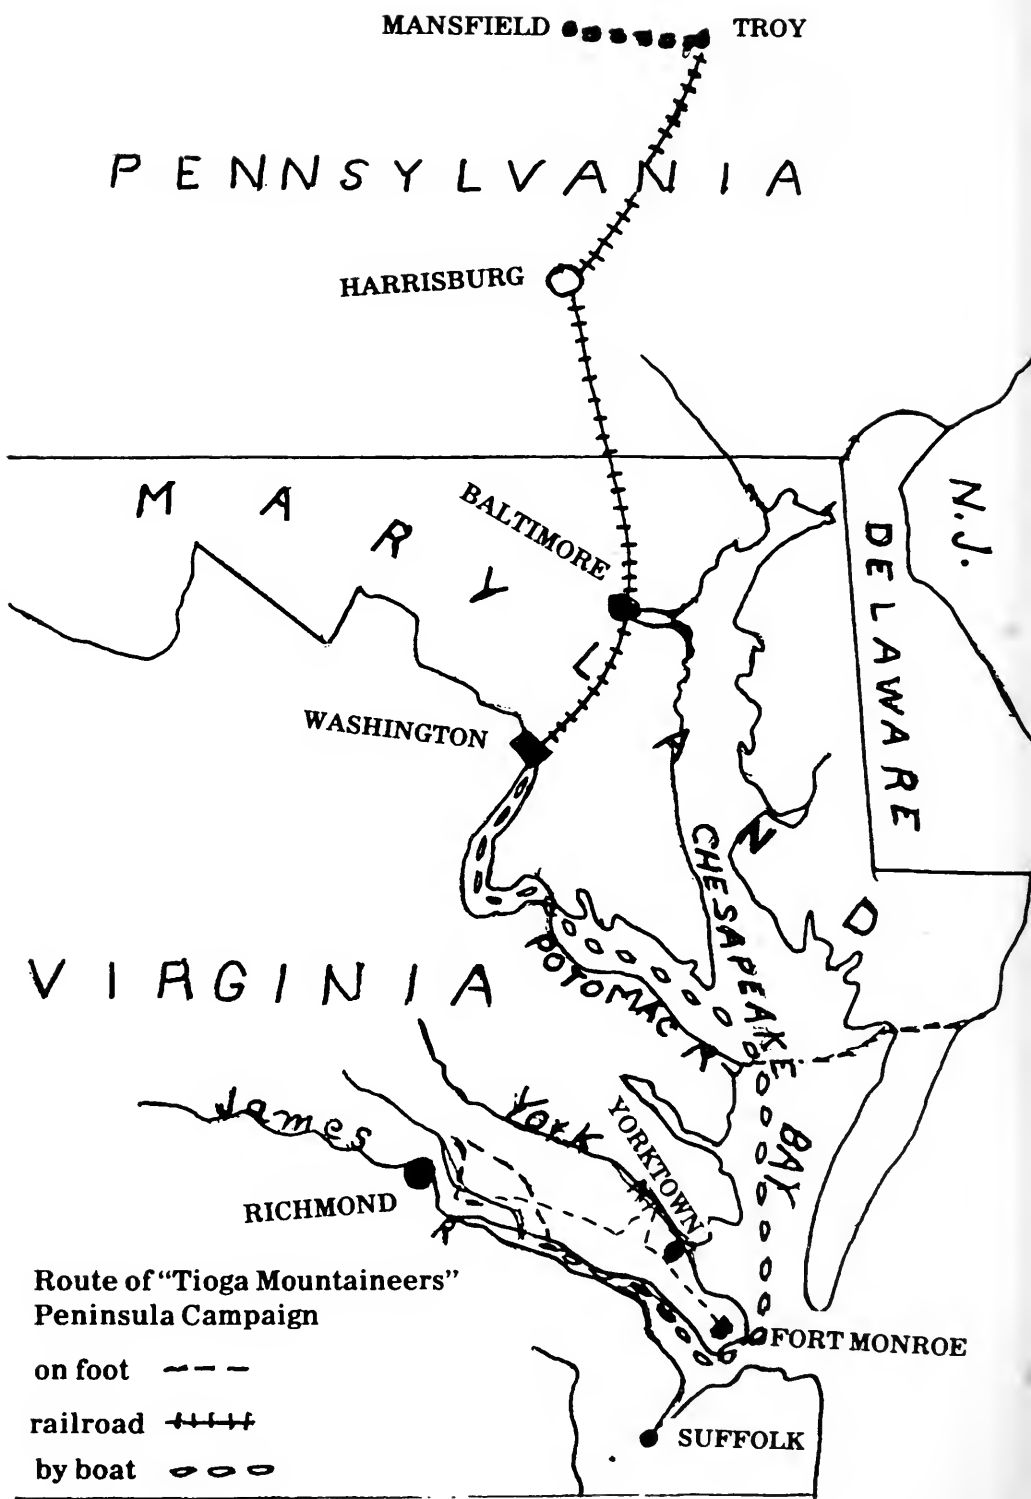 MANSFIELD
TROY
PENNSYLVANIA
HARRISBURG
MARYLAND
BALTIMORE
N.J.
DELAWARE
WASHINGTON
CHESAPEAKE BAY
POTOMAC R
VIRGINIA
James R
York
YORKTOWN
RICHMOND
Route of “Tioga Mountaineers”
Peninsula Campaign
on foot
railroad
by boat
FORT MONROE
SUFFOLK